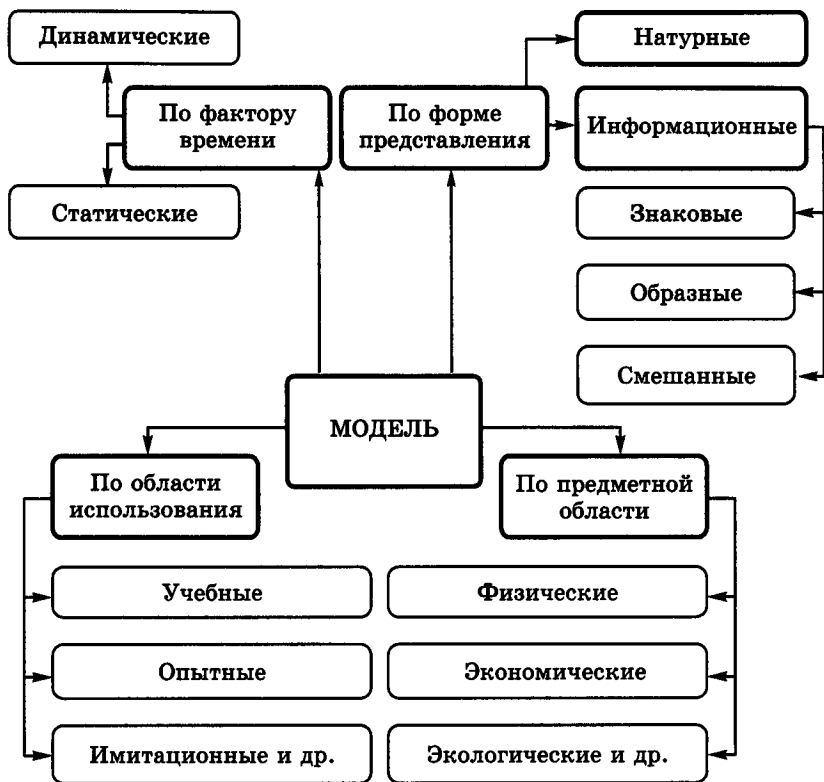 Динамические
Натурные
По фактору
времени
По форме
представления
Информационные
Статические
Знаковые
Образные
Смешанные
МОДЕЛЬ
По области
использования
По предметной
области
Учебные
Физические
Опытные
Экономические
Имитационные и др.
Экологические и др.